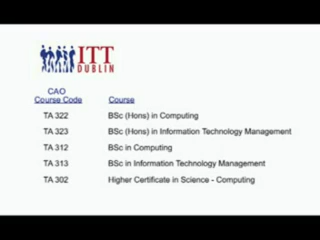 ITT
DUBLIN
CAO
Course Code Course
TA 322 BSc (Hons) in Computing
TA 323 BSc (Hons) in Information Technology Management
TA 312 BSc in Computing
TA 313 BSc in Information Technology Management
TA 302 Higher Certificate in Science - Computing